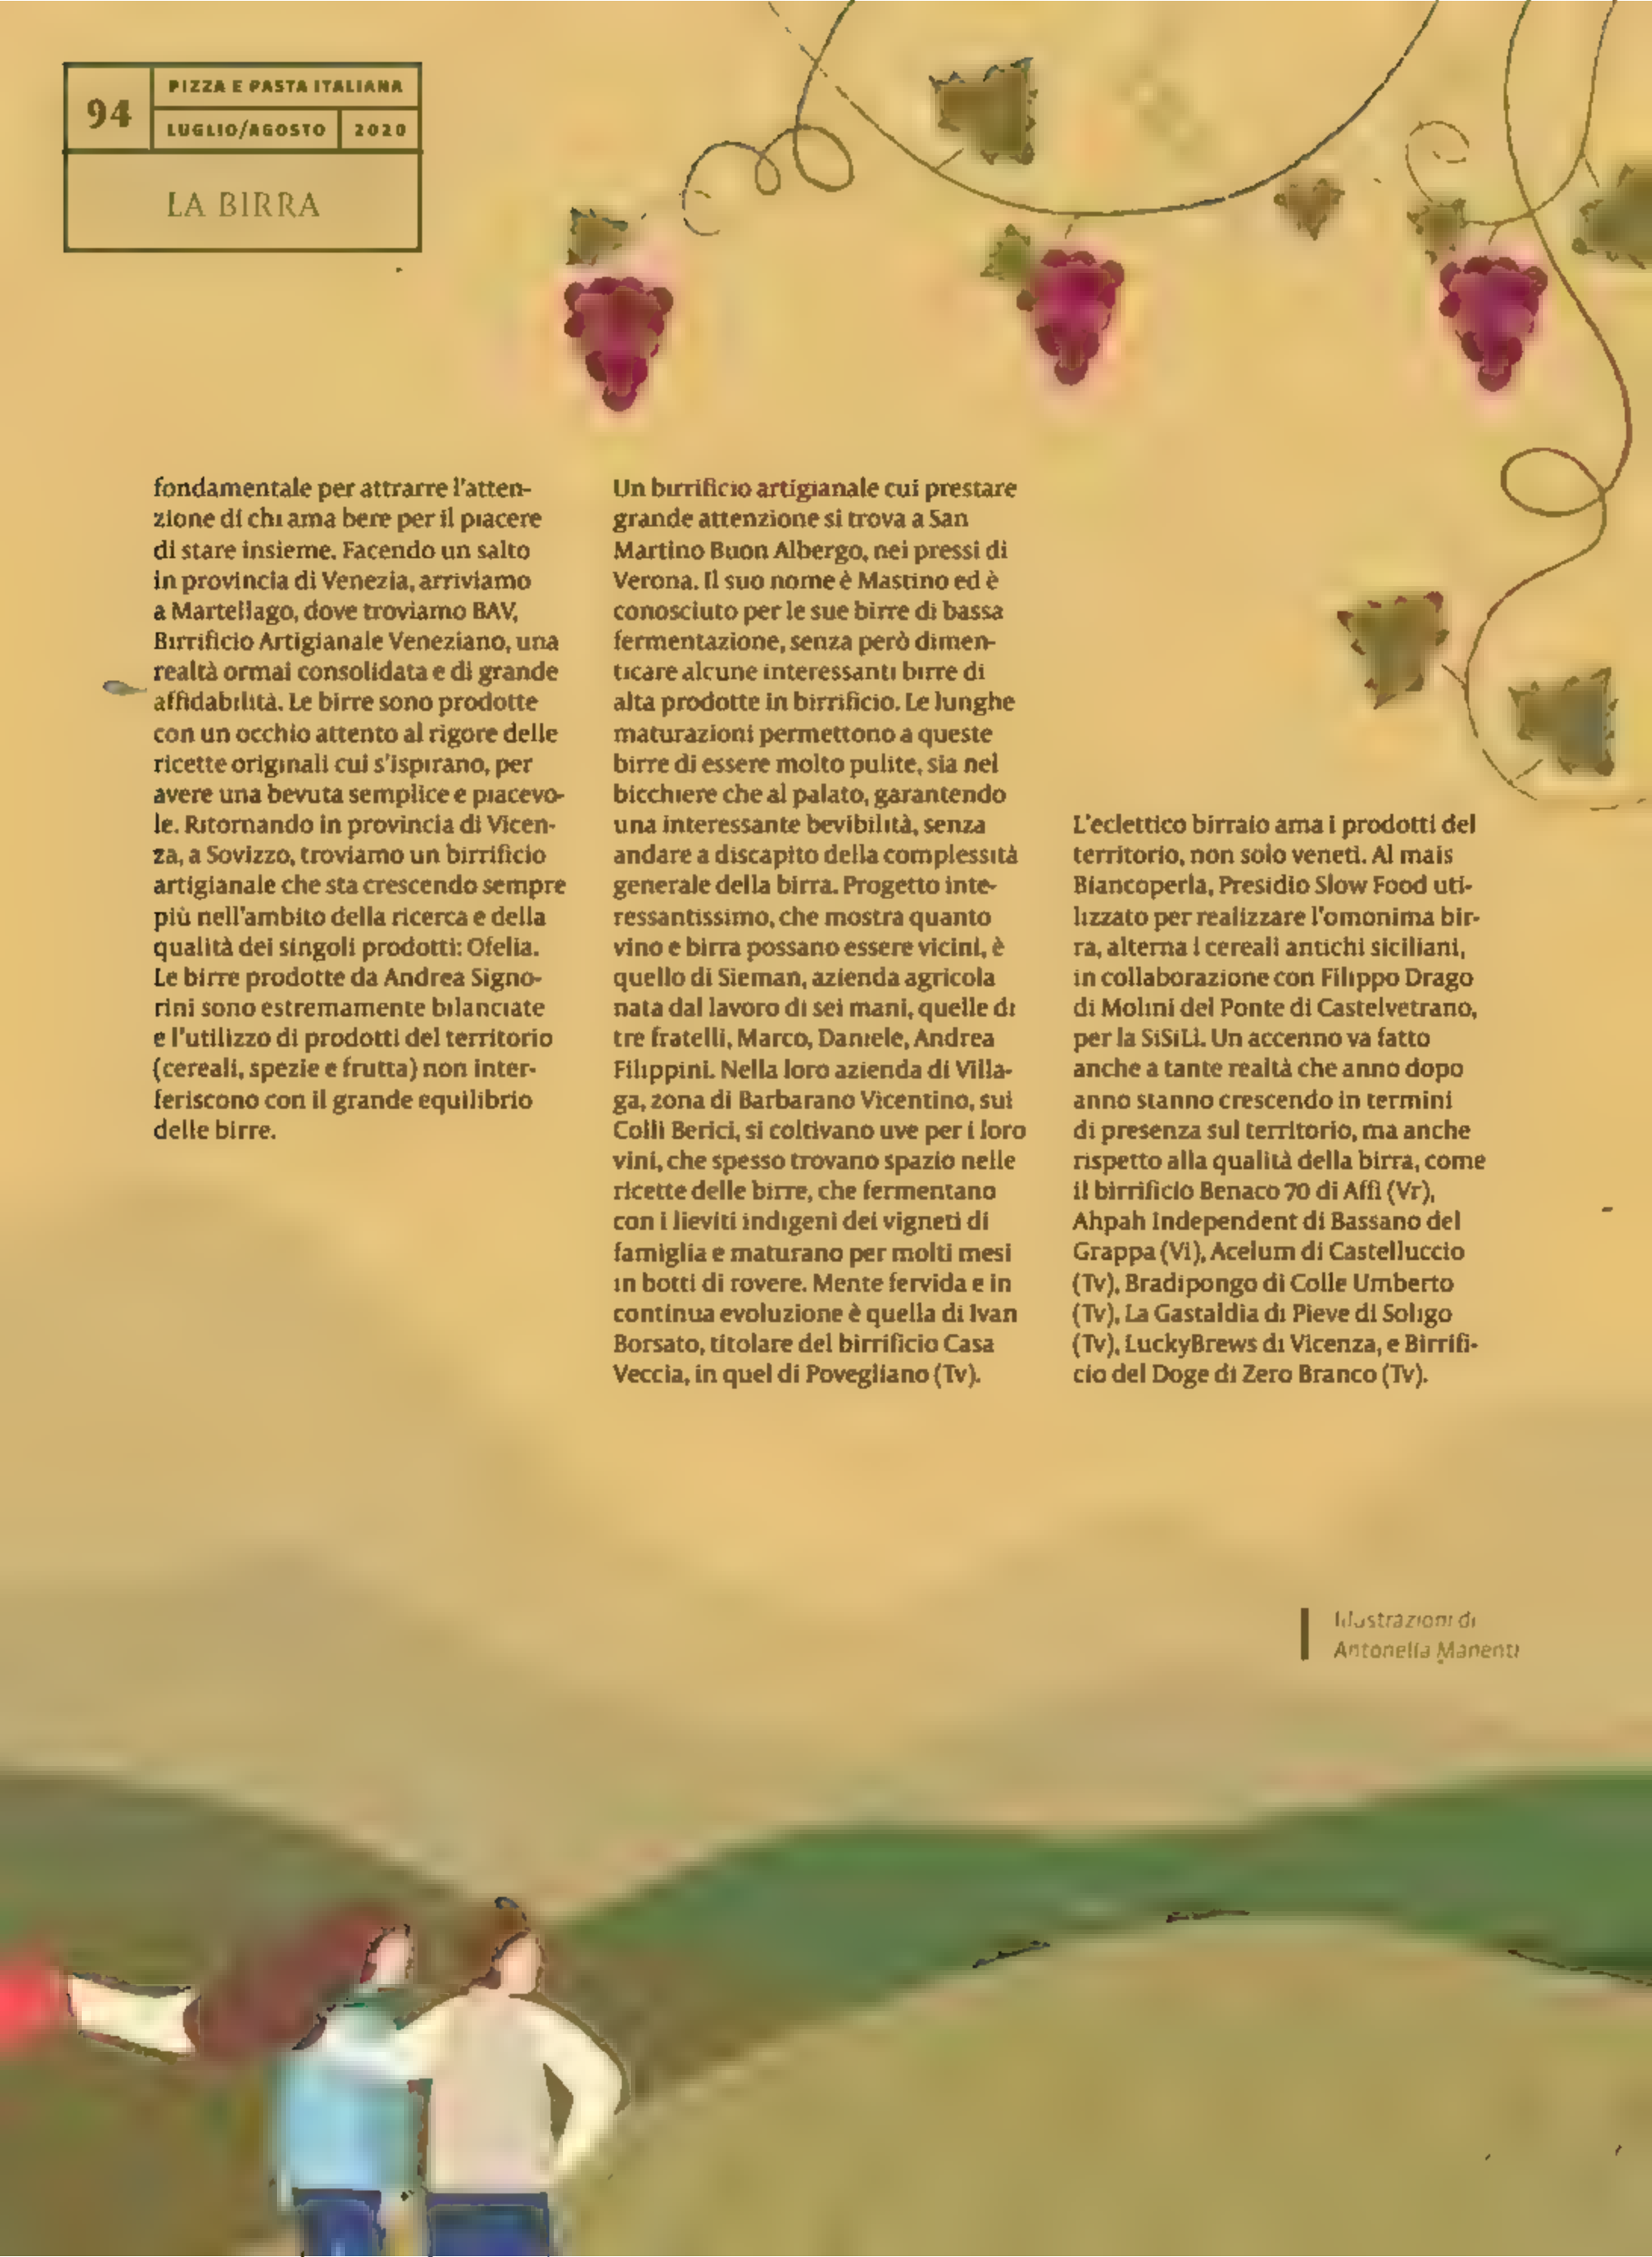 94
PIZZA E PASTA ITALIANA
LUGLIO/AGOSTO
2020
LA BIRRA
fondamentale per attrarre l'atten-
zione di chi ama bere per il piacere
di stare insieme. Facendo un salto
in provincia di Venezia, arriviamo
a Martellago, dove troviamo BAV,
Birrificio Artigianale Veneziano, una
realtà ormai consolidata e di grande
affidabilità. Le birre sono prodotte
con un occhio attento al rigore delle
ricette originali cui s'ispirano, per
avere una bevuta semplice e piacevo-
le. Ritornando in provincia di Vicen-
za, a Sovizzo, troviamo un birrificio
artigianale che sta crescendo sempre
più nell'ambito della ricerca e della
qualità dei singoli prodotti: Ofelia.
Le birre prodotte da Andrea Signo-
rini sono estremamente bilanciate
e l'utilizzo di prodotti del territorio
(cereali, spezie e frutta) non inter-
feriscono con il grande equilibrio
delle birre.
Un birrificio artigianale cui prestare
grande attenzione si trova a San
Martino Buon Albergo, nei pressi di
Verona. Il suo nome è Mastino ed è
conosciuto per le sue birre di bassa
fermentazione, senza però dimen-
ticare alcune interessanti birre di
alta prodotte in birrificio. Le lunghe
maturazioni permettono a queste
birre di essere molto pulite, sia nel
bicchiere che al palato, garantendo
una interessante bevibilità, senza
andare a discapito della complessità
generale della birra. Progetto inte-
ressantissimo, che mostra quanto
vino e birra possano essere vicini, è
quello di Sieman, azienda agricola
nata dal lavoro di sei mani, quelle di
tre fratelli, Marco, Daniele, Andrea
Filippini. Nella loro azienda di Villa-
ga, zona di Barbarano Vicentino, sui
Colli Berici, si coltivano uve per i loro
vini, che spesso trovano spazio nelle
ricette delle birre, che fermentano
con i lieviti indigeni dei vigneti di
famiglia e maturano per molti mesi
in botti di rovere. Mente fervida e in
continua evoluzione è quella di Ivan
Borsato, titolare del birrificio Casa
Veccia, in quel di Povegliano (Tv).
L'eclettico birraio ama i prodotti del
territorio, non solo veneti. Al mais
Biancoperla, Presidio Slow Food uti-
lizzato per realizzare l'omonima bir-
ra, alterna i cereali antichi siciliani,
in collaborazione con Filippo Drago
di Molini del Ponte di Castelvetrano,
per la SiSiLì. Un accenno va fatto
anche a tante realtà che anno dopo
anno stanno crescendo in termini
di presenza sul territorio, ma anche
rispetto alla qualità della birra, come
il birrificio Benaco 70 di Affi (Vr),
Ahpah Independent di Bassano del
Grappa (Vi), Acelum di Castelluccio
(Tv), Bradipongo di Colle Umberto
(Tv), La Gastaldia di Pieve di Soligo
(Tv), LuckyBrews di Vicenza, e Birrifi-
cio del Doge di Zero Branco (Tv).
Illustrazioni di
Antonella Manenti